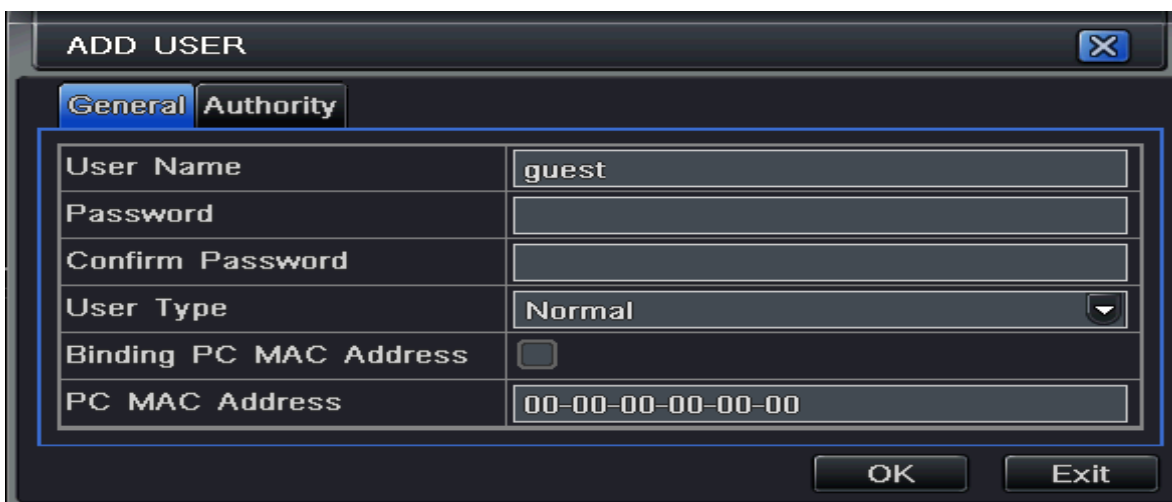 ADD USER
General Authority
User Name guest
Password
Confirm Password
User Type Normal
Binding PC MAC Address
PC MAC Address 00-00-00-00-00-00
OK Exit